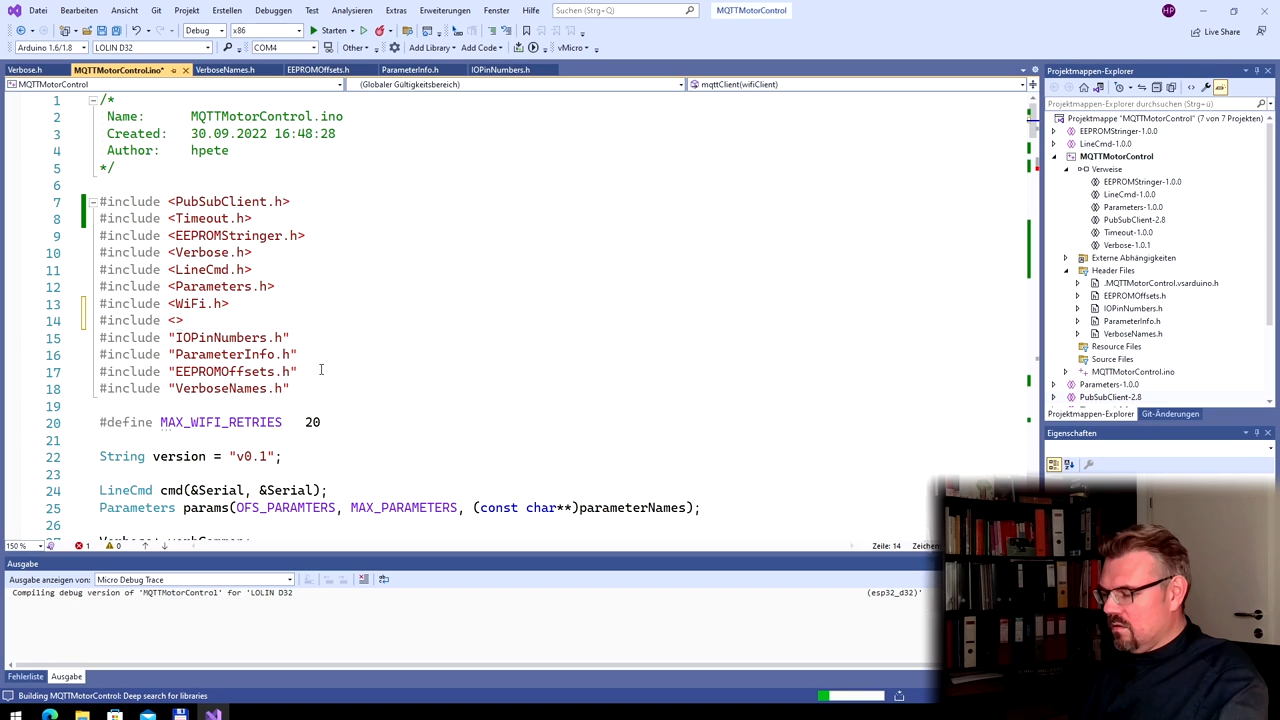 Datei Bearbeiten Ansicht Git Projekt Erstellen Debuggen Test Analysieren Extras Erweiterungen Fenster Hilfe Suchen (Strg+Q) MQTTMotorControl HP
Debug x86 Starten Live Share
Arduino 1.6/1.8 LOLIN D32 COM4 Other Add Library Add Code vMicro
Verbose.h MQTTMotorControl.ino* VerboseNames.h EEPROMOffsets.h ParameterInfo.h IOPinNumbers.h
MQTTMotorControl (Globaler Gültigkeitsbereich) mqttClient(wifiClient)
1 /*
2 Name: MQTTMotorControl.ino
3 Created: 30.09.2022 16:48:28
4 Author: hpete
5 */
6
7 #include <PubSubClient.h>
8 #include <Timeout.h>
9 #include <EEPROMStringer.h>
10 #include <Verbose.h>
11 #include <LineCmd.h>
12 #include <Parameters.h>
13 #include <WiFi.h>
14 #include <>
15 #include "IOPinNumbers.h"
16 #include "ParameterInfo.h"
17 #include "EEPROMOffsets.h"
18 #include "VerboseNames.h"
19
20 #define MAX_WIFI_RETRIES 20
21
22 String version = "v0.1";
23
24 LineCmd cmd(&Serial, &Serial);
25 Parameters params(OFS_PARAMTERS, MAX_PARAMETERS, (const char**)parameterNames);
26
150 % 1 0 Zeile: 14 Zeichen:
Ausgabe
Ausgabe anzeigen von: Micro Debug Trace
Compiling debug version of 'MQTTMotorControl' for 'LOLIN D32 (esp32_d32)'
Fehlerliste Ausgabe
Building MQTTMotorControl: Deep search for libraries
Projektmappen-Explorer
Projektmappen-Explorer durchsuchen (Strg+ü)
Projektmappe "MQTTMotorControl" (7 von 7 Projekten)
EEPROMStringer-1.0.0
LineCmd-1.0.0
MQTTMotorControl
Verweise
EEPROMStringer-1.0.0
LineCmd-1.0.0
Parameters-1.0.0
PubSubClient-2.8
Timeout-1.0.0
Verbose-1.0.1
Externe Abhängigkeiten
Header Files
.MQTTMotorControl.vsarduino.h
EEPROMOffsets.h
IOPinNumbers.h
ParameterInfo.h
VerboseNames.h
Resource Files
Source Files
MQTTMotorControl.ino
Parameters-1.0.0
PubSubClient-2.8
Projektmappen-Explorer Git-Änderungen
Eigenschaften